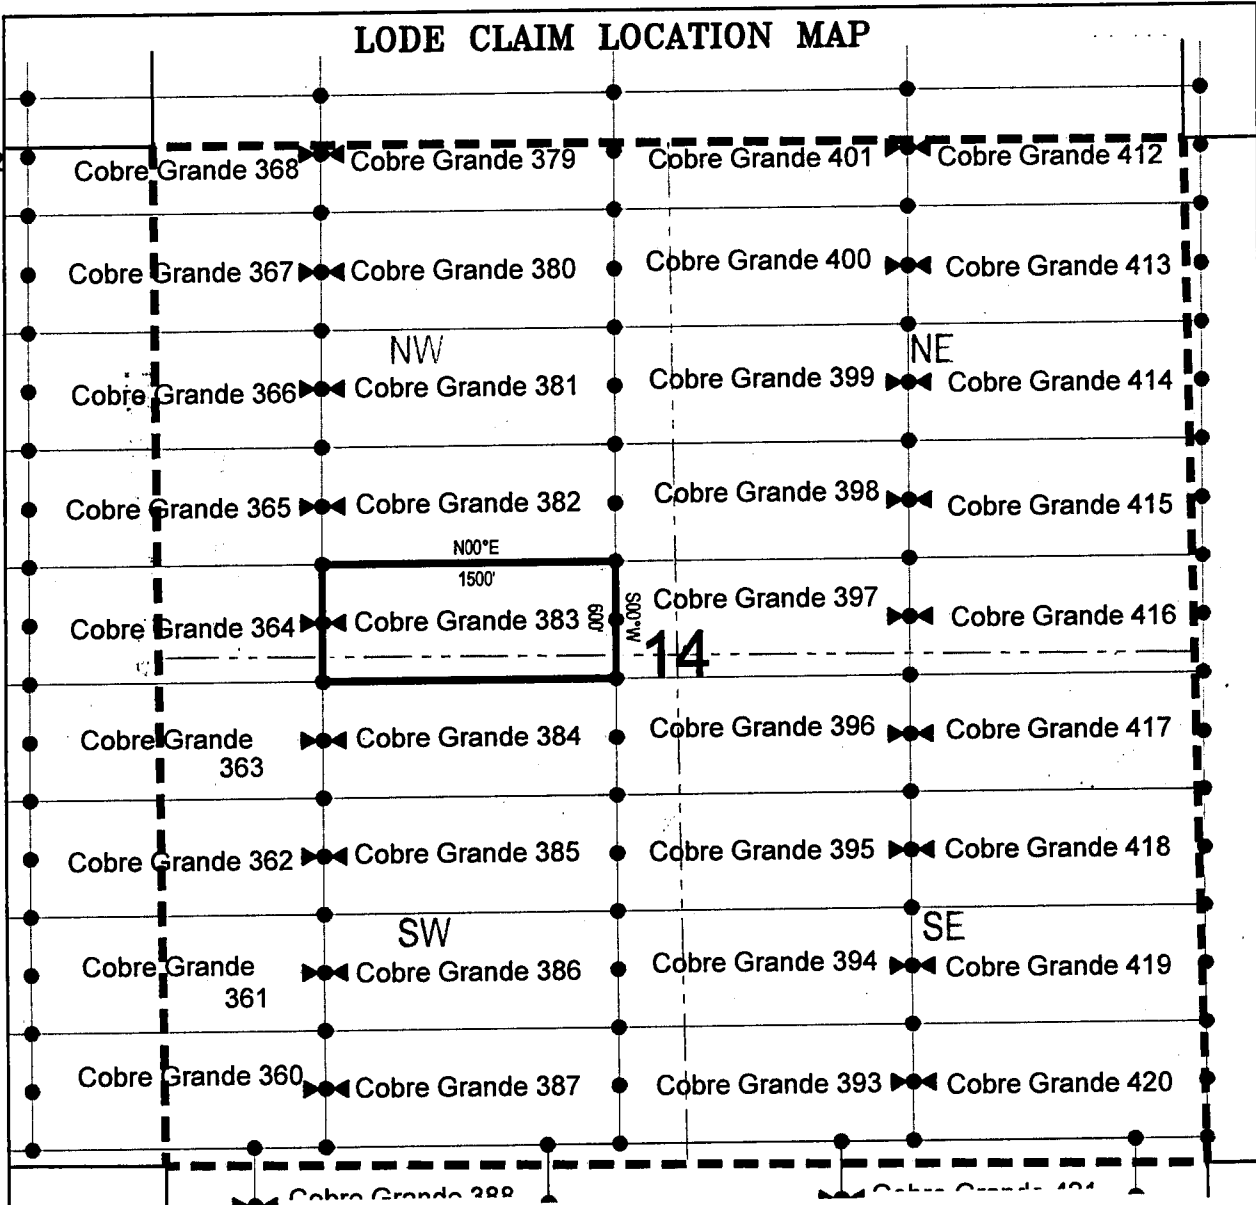 LODE CLAIM LOCATION MAP
Cobre Grande 368
Cobre Grande 379
Cobre Grande 401
Cobre Grande 412
Cobre Grande 367
Cobre Grande 380
Cobre Grande 400
Cobre Grande 413
NW
NE
Cobre Grande 366
Cobre Grande 381
Cobre Grande 399
Cobre Grande 414
Cobre Grande 365
Cobre Grande 382
Cobre Grande 398
Cobre Grande 415
N00°E
1500'
Cobre Grande 364
Cobre Grande 383
600'
S00°W
Cobre Grande 397
Cobre Grande 416
14
Cobre Grande
363
Cobre Grande 384
Cobre Grande 396
Cobre Grande 417
Cobre Grande 362
Cobre Grande 385
Cobre Grande 395
Cobre Grande 418
SW
SE
Cobre Grande
361
Cobre Grande 386
Cobre Grande 394
Cobre Grande 419
Cobre Grande 360
Cobre Grande 387
Cobre Grande 393
Cobre Grande 420
Cobre Grande 388
Cobre Grande 421